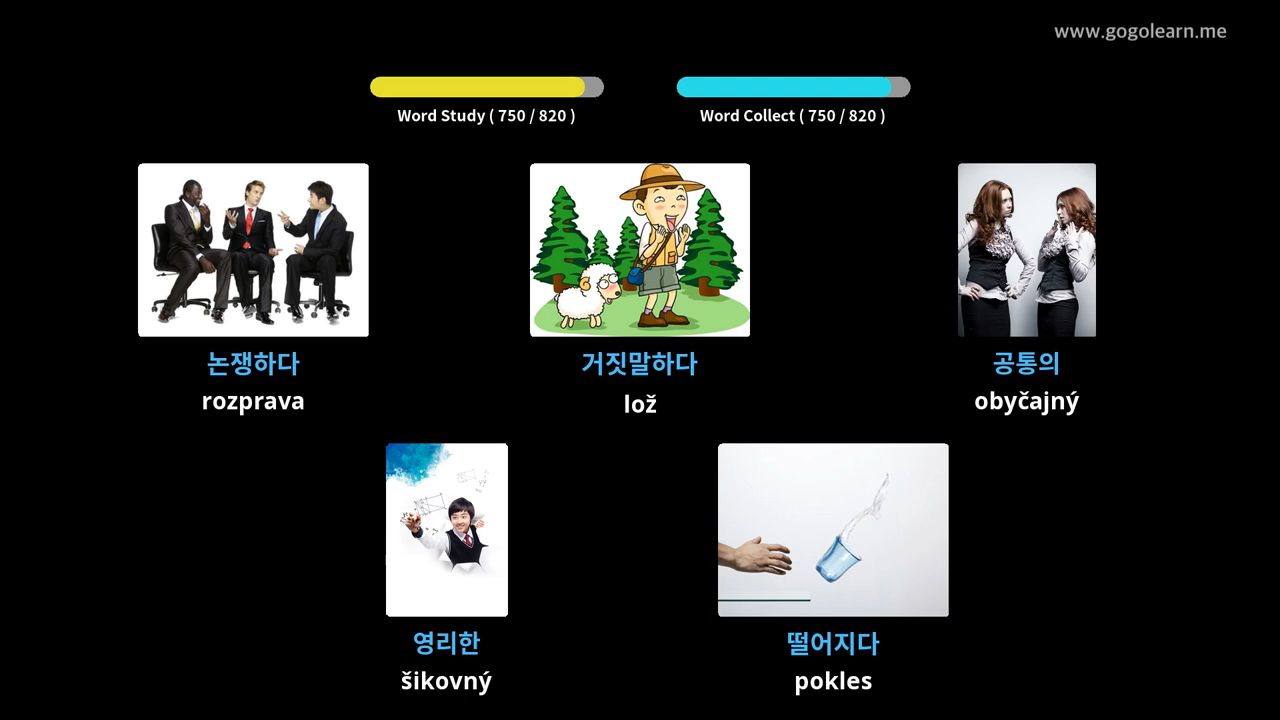 www.gogolearn.me
Word Study ( 750 / 820 )
Word Collect ( 750 / 820 )
논쟁하다
rozprava
거짓말하다
lož
공통의
obyčajný
영리한
šikovný
떨어지다
pokles